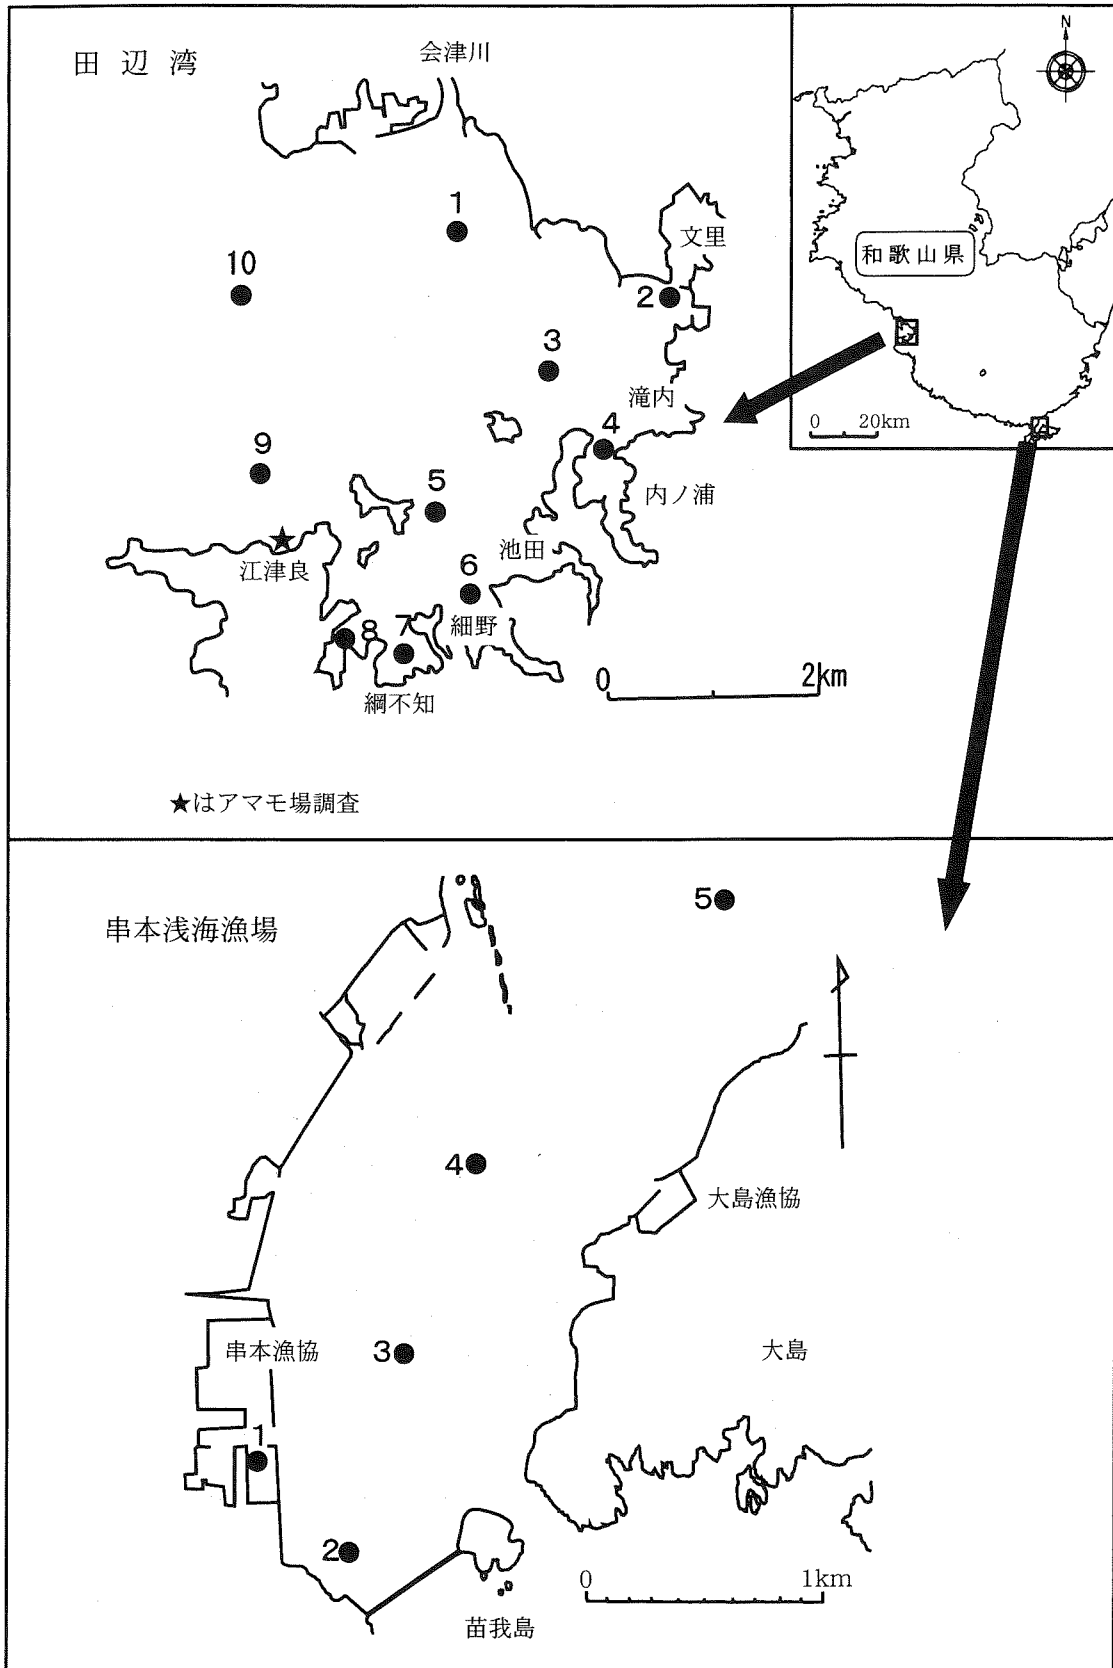 田辺湾
会津川
N
1
文里
和歌山県
10
2
3
滝内
0 20km
4
9
5
内ノ浦
池田
江津良
6
8
7
細野
0 2km
綱不知
★はアマモ場調査
5
串本浅海漁場
4
大島漁協
串本漁協
3
大島
1
2
0 1km
苗我島